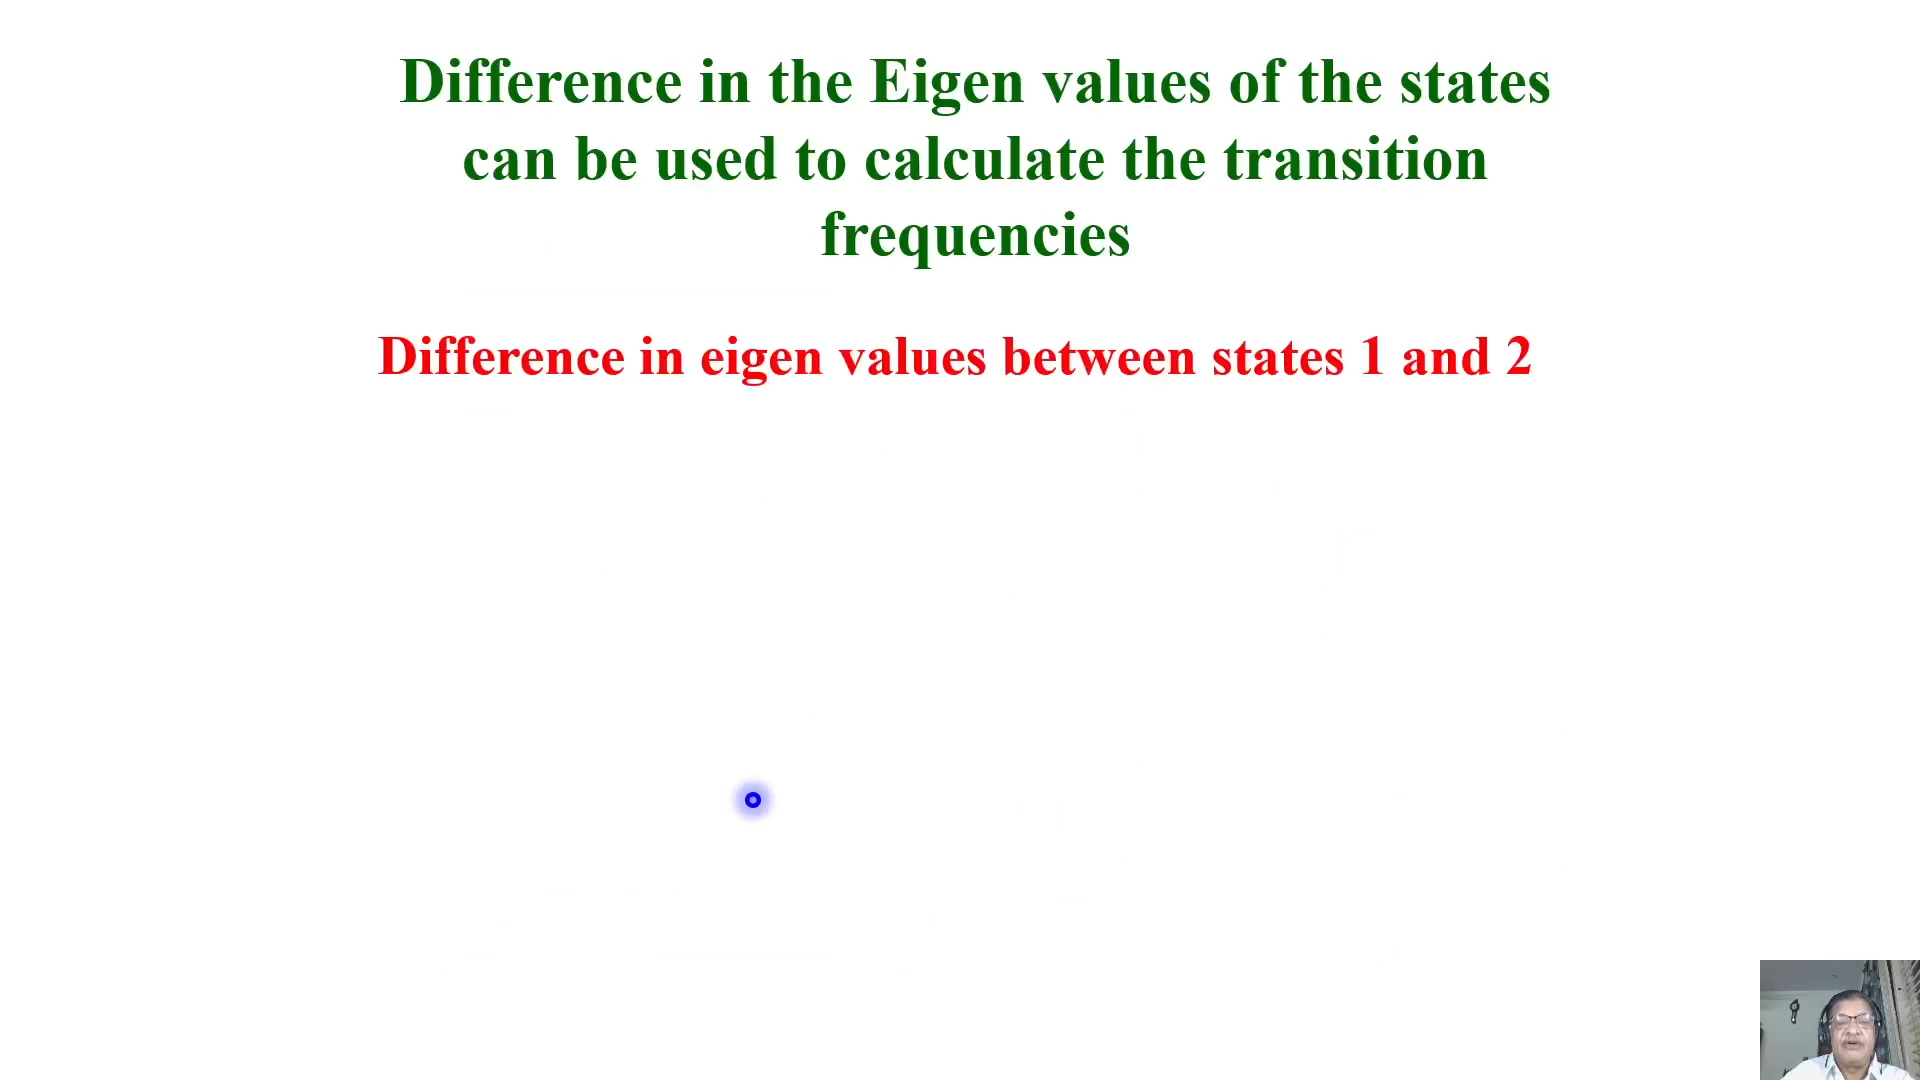 Difference in the Eigen values of the states
can be used to calculate the transition
frequencies
Difference in eigen values between states 1 and 2